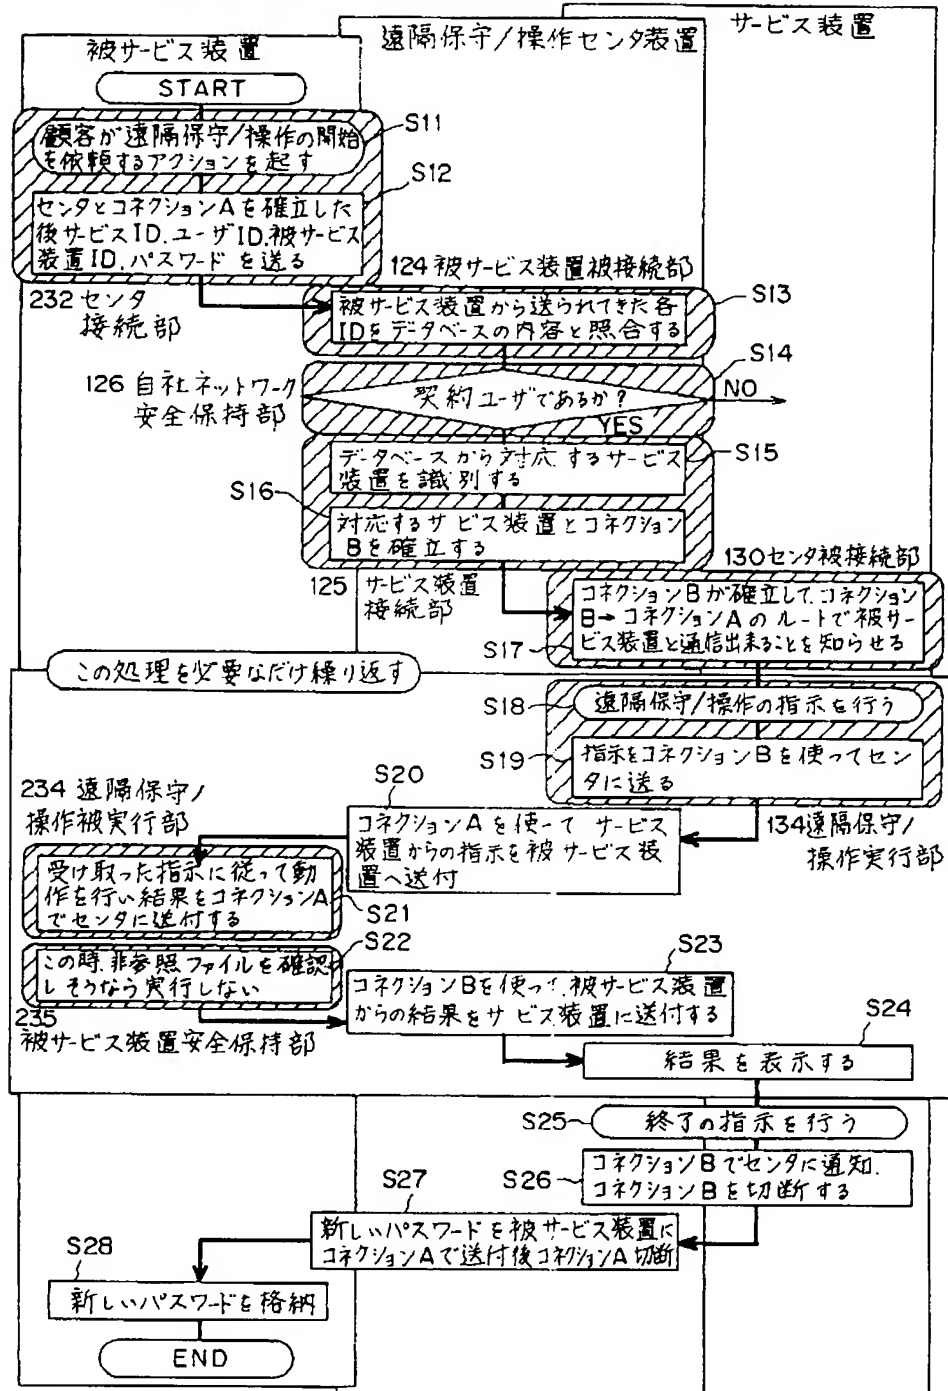 サービス装置
遠隔保守/操作センタ装置
被サービス装置
START
顧客が遠隔保守/操作の開始
を依頼するアクションを起す
S11
S12
センタとコネクションAを確立した
後サービスID.ユーザID.被サービス
装置ID.パスワードを送る
232 センタ
接続部
124 被サービス装置被接続部
被サービス装置から送られてきた各
IDをデータベースの内容と照合する
S13
126 自社ネットワーク
安全保持部
契約ユーザであるか?
S14
NO
YES
データベースから対応するサービス
装置を識別する
S15
S16
対応するサービス装置とコネクション
Bを確立する
125 サービス装置
接続部
130センタ被接続部
コネクションBが確立して、コネクション
B→コネクションAのルートで被サー
ビス装置と通信出来ることを知らせる
S17
この処理を必要なだけ繰り返す
S18
遠隔保守/操作の指示を行う
S19
指示をコネクションBを使ってセン
タに送る
134遠隔保守/
操作実行部
S20
コネクションAを使って サービス
装置からの指示を被サービス装
置へ送付
234 遠隔保守/
操作被実行部
受け取った指示に従って動
作を行い結果をコネクションA
でセンタに送付する
S21
S22
この時、非参照ファイルを確認
しそうなら実行しない
235
被サービス装置安全保持部
S23
コネクションBを使って、被サービス装置
からの結果をサービス装置に送付する
S24
結果を表示する
S25
終了の指示を行う
S26
コネクションBでセンタに通知、
コネクションBを切断する
S27
新しいパスワードを被サービス装置に
コネクションAで送付後コネクションA切断
S28
新しいパスワードを格納
END